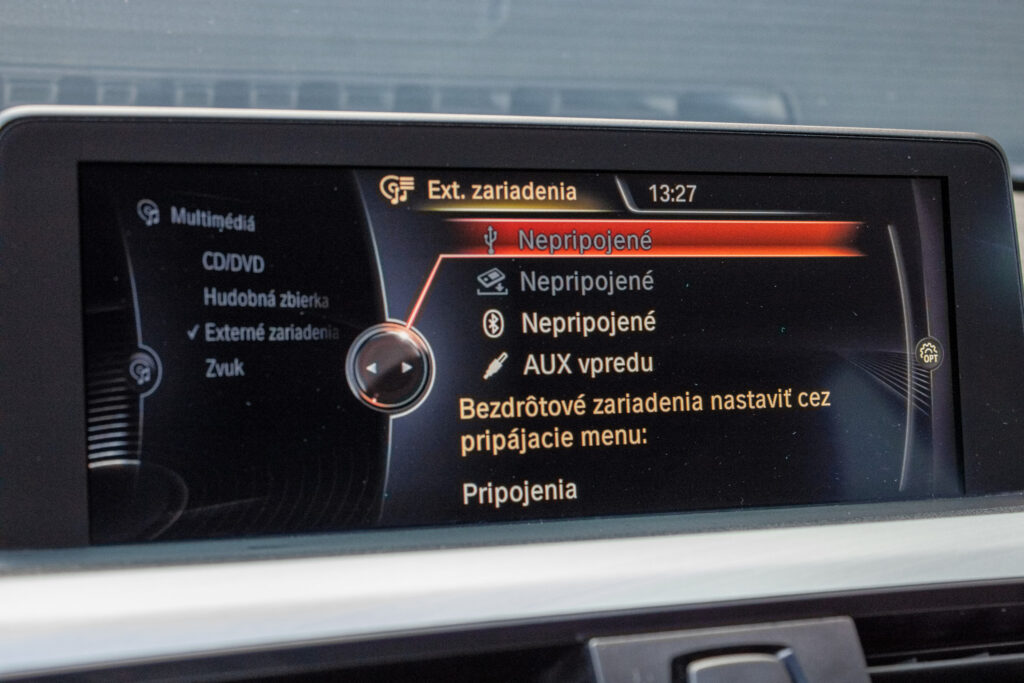 Multimédiá
CD/DVD
Hudobná zbierka
Externé zariadenia
Zvuk
Ext. zariadenia
13:27
Nepripojené
Nepripojené
Nepripojené
AUX vpredu
Bezdrôtové zariadenia nastaviť cez
pripájacie menu:
Pripojenia
OPT